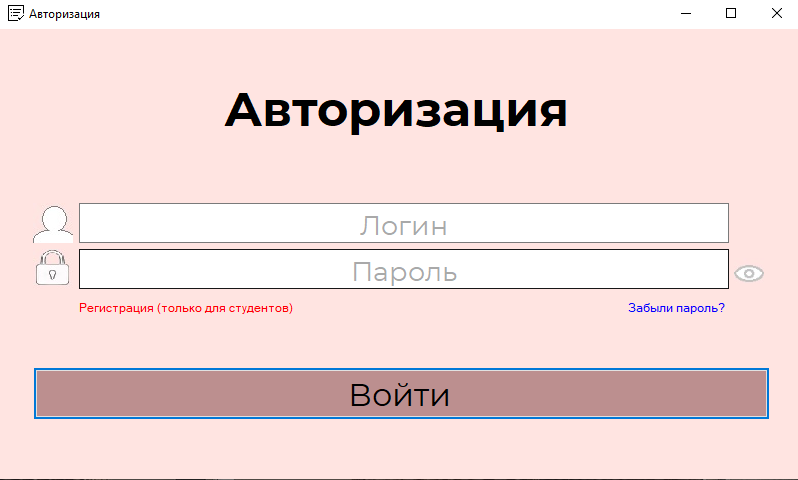 Авторизация
Авторизация
Логин
Пароль
Регистрация (только для студентов)
Забыли пароль?
Войти